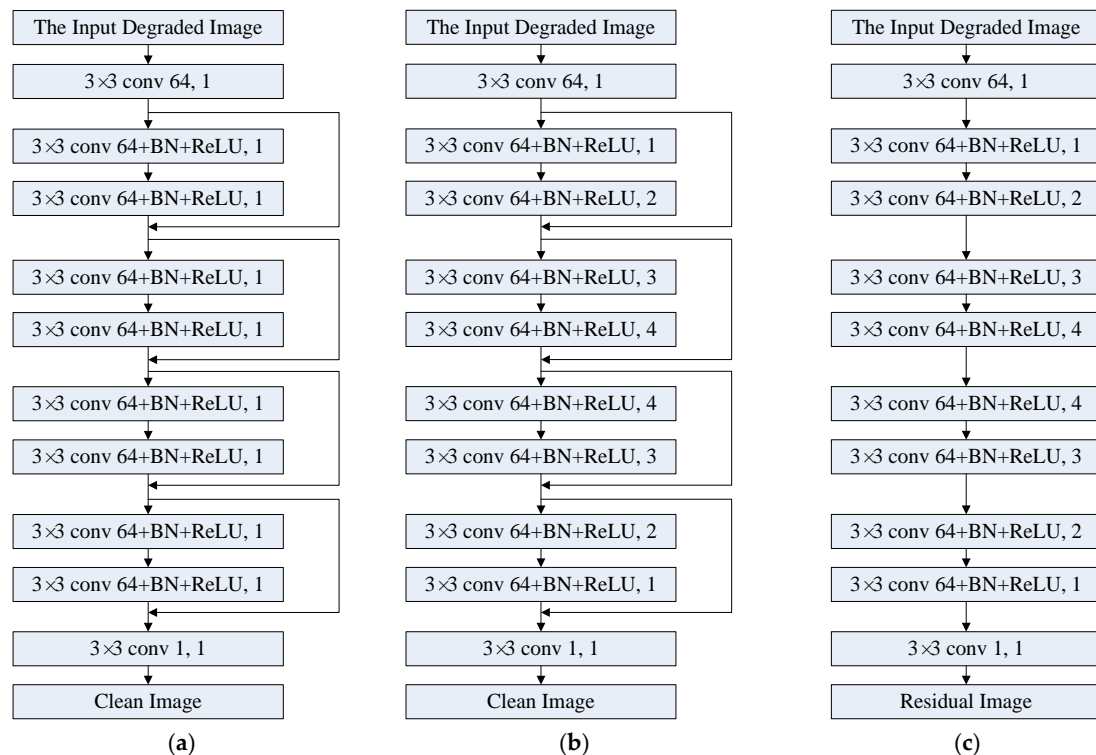 The Input Degraded Image
3×3 conv 64, 1
3×3 conv 64+BN+ReLU, 1
3×3 conv 64+BN+ReLU, 1
3×3 conv 64+BN+ReLU, 1
3×3 conv 64+BN+ReLU, 1
3×3 conv 64+BN+ReLU, 1
3×3 conv 64+BN+ReLU, 1
3×3 conv 64+BN+ReLU, 1
3×3 conv 64+BN+ReLU, 1
3×3 conv 1, 1
Clean Image
(a)
The Input Degraded Image
3×3 conv 64, 1
3×3 conv 64+BN+ReLU, 1
3×3 conv 64+BN+ReLU, 2
3×3 conv 64+BN+ReLU, 3
3×3 conv 64+BN+ReLU, 4
3×3 conv 64+BN+ReLU, 4
3×3 conv 64+BN+ReLU, 3
3×3 conv 64+BN+ReLU, 2
3×3 conv 64+BN+ReLU, 1
3×3 conv 1, 1
Clean Image
(b)
The Input Degraded Image
3×3 conv 64, 1
3×3 conv 64+BN+ReLU, 1
3×3 conv 64+BN+ReLU, 2
3×3 conv 64+BN+ReLU, 3
3×3 conv 64+BN+ReLU, 4
3×3 conv 64+BN+ReLU, 4
3×3 conv 64+BN+ReLU, 3
3×3 conv 64+BN+ReLU, 2
3×3 conv 64+BN+ReLU, 1
3×3 conv 1, 1
Residual Image
(c)